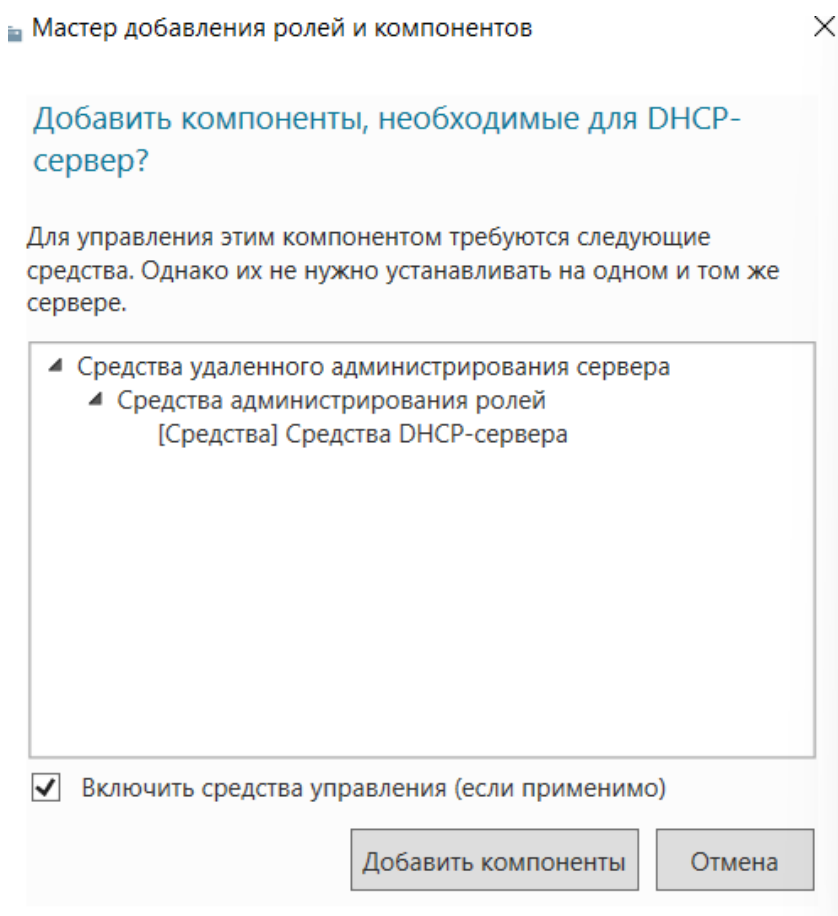 Мастер добавления ролей и компонентов
Добавить компоненты, необходимые для DHCP-
сервер?
Для управления этим компонентом требуются следующие
средства. Однако их не нужно устанавливать на одном и том же
сервере.
Средства удаленного администрирования сервера
Средства администрирования ролей
[Средства] Средства DHCP-сервера
Включить средства управления (если применимо)
Добавить компоненты
Отмена